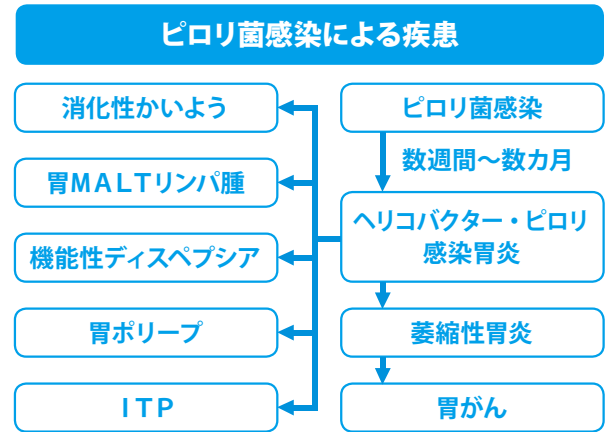 ピロリ菌感染による疾患
消化性かいよう
胃MALTリンパ腫
機能性ディスペプシア
胃ポリープ
ITP
ピロリ菌感染
数週間〜数カ月
ヘリコバクター・ピロリ
感染胃炎
萎縮性胃炎
胃がん